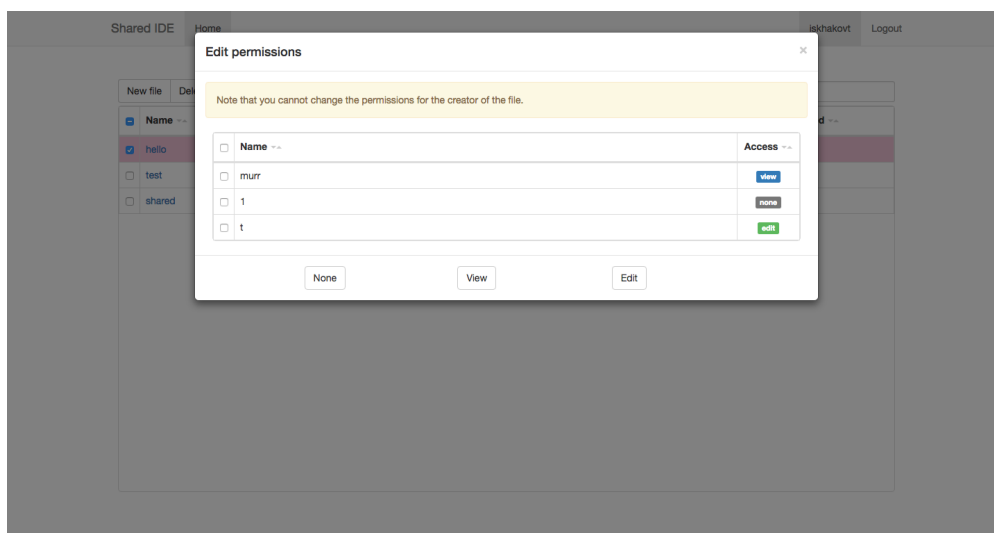 Shared IDE Home iskhakovt Logout
Edit permissions ×
New file
Note that you cannot change the permissions for the creator of the file.
Name
hello
test
shared
Name Access
murr view
1 none
t edit
None View Edit